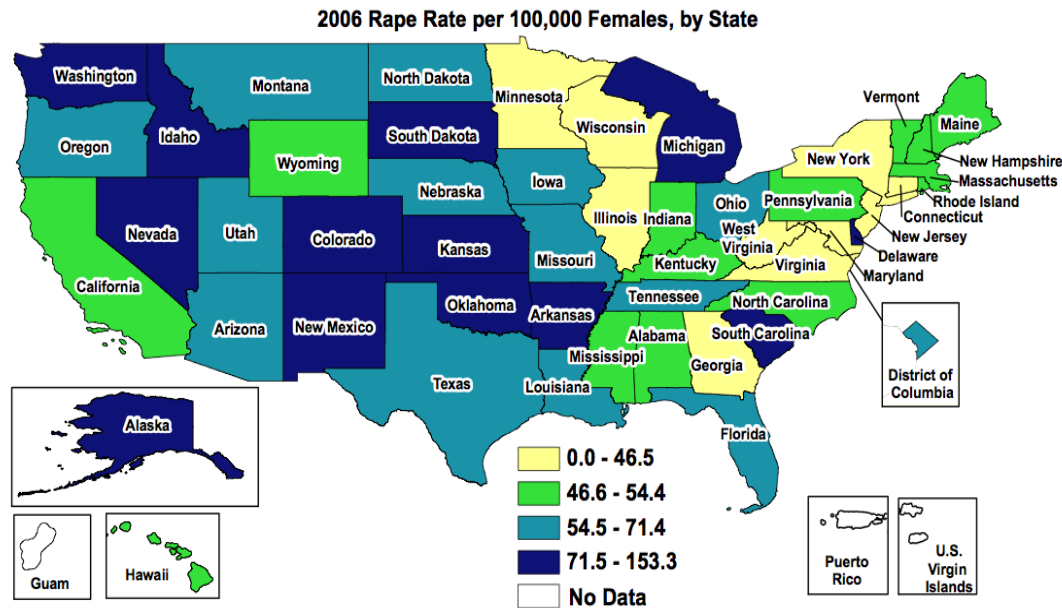 2006 Rape Rate per 100,000 Females, by State
Washington
Montana
North Dakota
Minnesota
Vermont
Maine
Oregon
Idaho
South Dakota
Wisconsin
Michigan
New York
New Hampshire
Wyoming
Massachusetts
Nebraska
Iowa
Rhode Island
Pennsylvania
Connecticut
Ohio
Illinois
Indiana
New Jersey
Nevada
Utah
Colorado
Kansas
Missouri
West
Virginia
Delaware
Maryland
Virginia
Kentucky
California
Tennessee
North Carolina
Oklahoma
Arkansas
Arizona
New Mexico
South Carolina
Mississippi
Alabama
Georgia
Texas
Louisiana
District of
Columbia
Alaska
Florida
0.0 - 46.5
46.6 - 54.4
54.5 - 71.4
71.5 - 153.3
No Data
Guam
Hawaii
Puerto
Rico
U.S.
Virgin
Islands